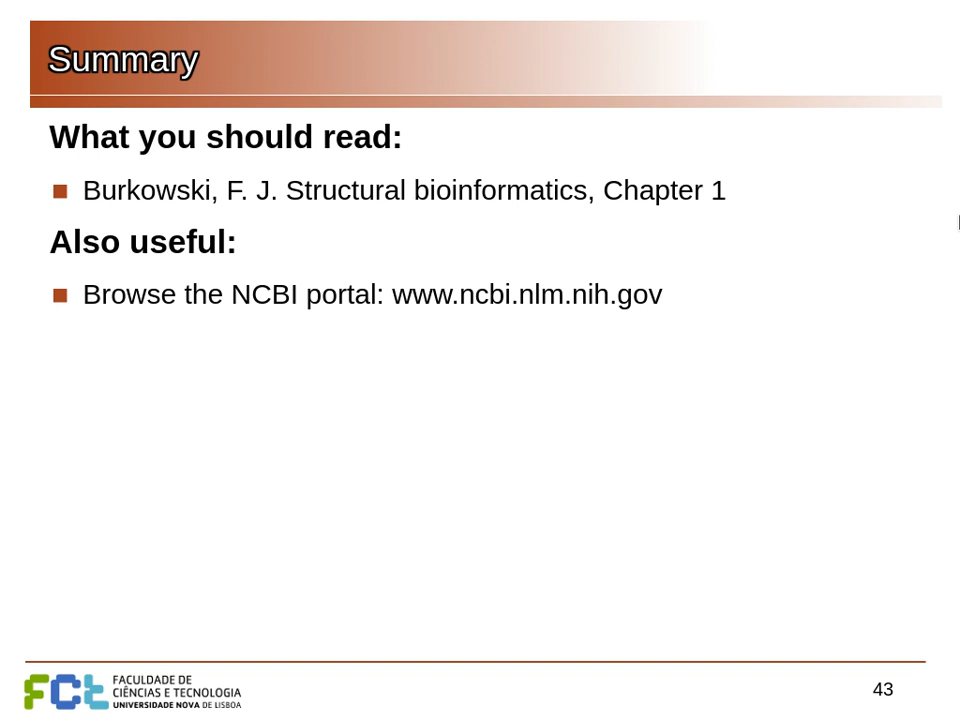 Summary
What you should read:
Burkowski, F. J. Structural bioinformatics, Chapter 1
Also useful:
Browse the NCBI portal: www.ncbi.nlm.nih.gov
FCt
FACULDADE DE
CIÊNCIAS E TECNOLOGIA
UNIVERSIDADE NOVA DE LISBOA
43